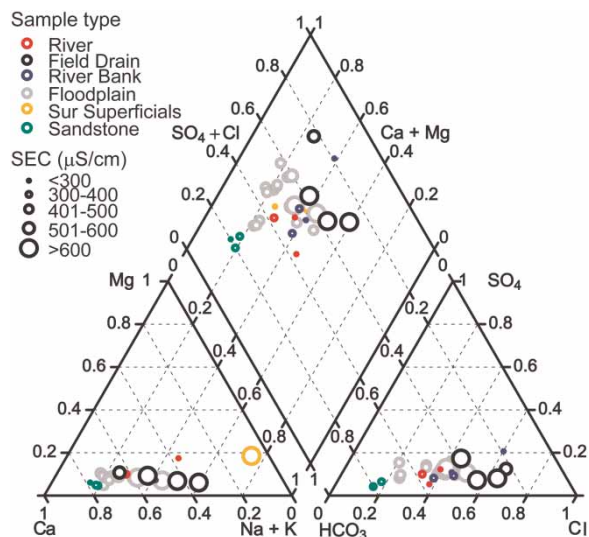 Sample type
River
Field Drain
River Bank
Floodplain
Sur Superficials
Sandstone
SEC (µS/cm)
<300
300-400
401-500
501-600
>600
1 1
0.8 0.8
0.6 0.6
SO₄ + Cl Ca + Mg
0.4 0.4
0.2 0.2
0 0
0 0
Mg 1 1 SO₄
0.2 0.2
0.8 0.8
0.4 0.4
0.6 0.6
0.6 0.6
0.4 0.4
0.8 0.8
0.2 0.2
1 1
0 0
Ca 0.8 0.6 0.4 0.2 0 Na + K
HCO₃ 0.2 0.4 0.6 0.8 Cl